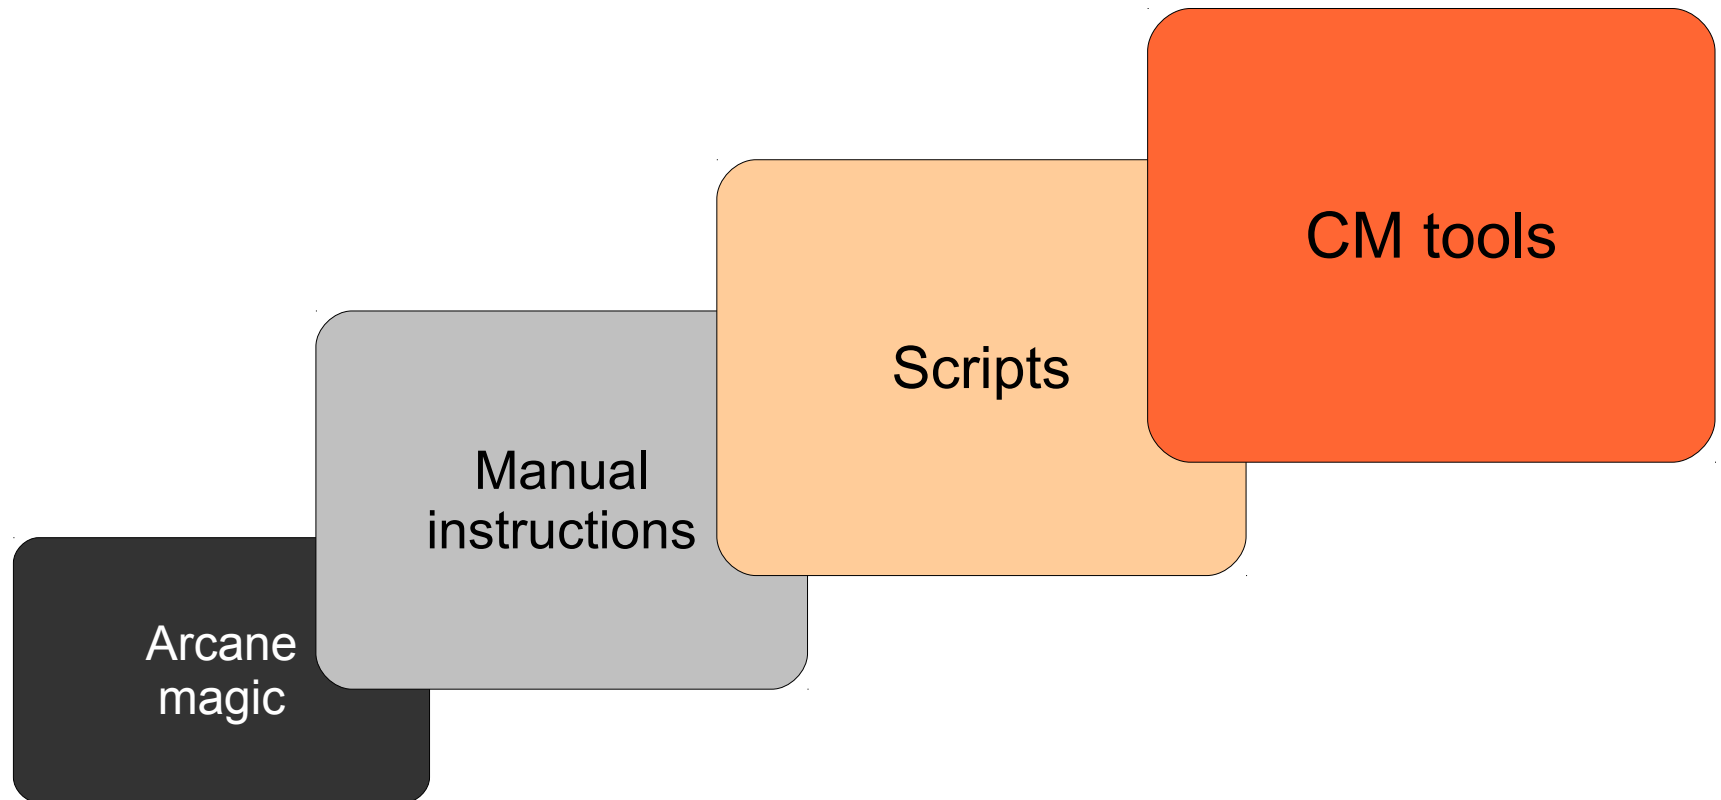 CM tools
Scripts
Manual
instructions
Arcane
magic